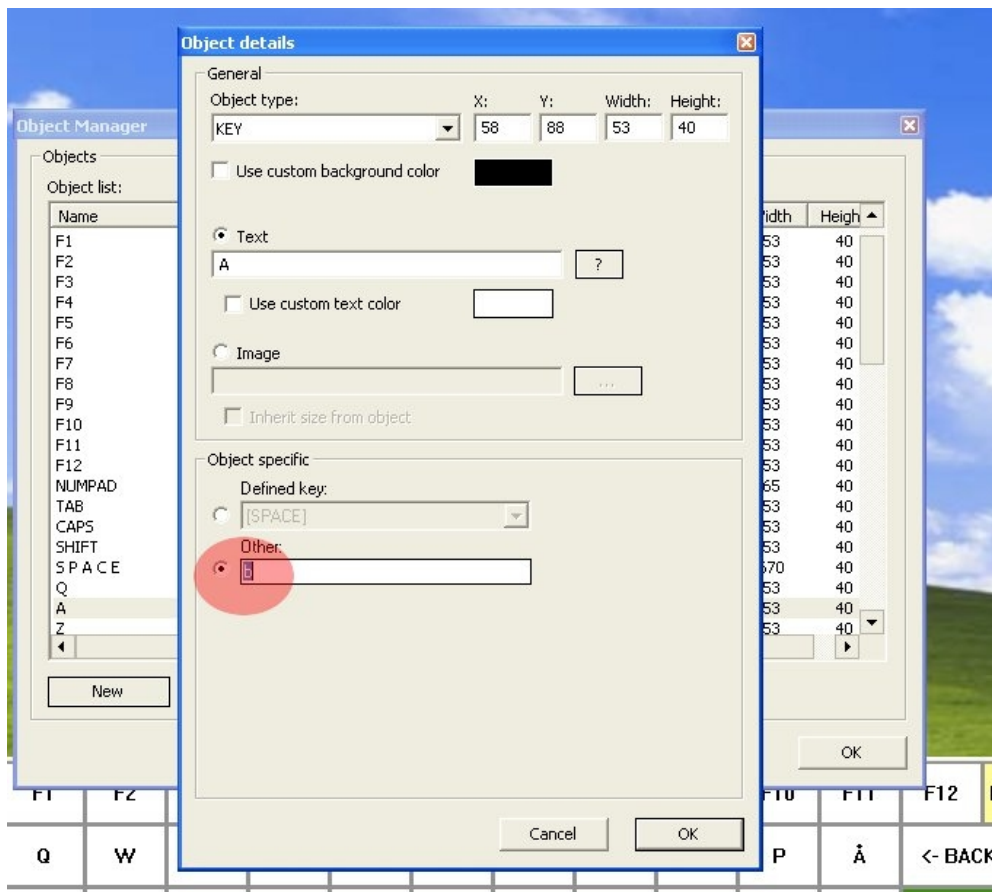 Object details
General
Object type:
X:
Y:
Width:
Height:
KEY
58
88
53
40
Use custom background color
Text
A
?
Use custom text color
Image
...
Inherit size from object
Object specific
Defined key:
[SPACE]
Other:
b
Cancel
OK
Object Manager
Objects
Object list:
Name
idth
Heigh
F1
53
40
F2
53
40
F3
53
40
F4
53
40
F5
53
40
F6
53
40
F7
53
40
F8
53
40
F9
53
40
F10
53
40
F11
53
40
F12
53
40
NUMPAD
65
40
TAB
53
40
CAPS
53
40
SHIFT
53
40
S P A C E
670
40
Q
53
40
A
53
40
Z
53
40
New
OK
F1
F2
F10
F11
F12
Q
W
P
Å
<- BACK